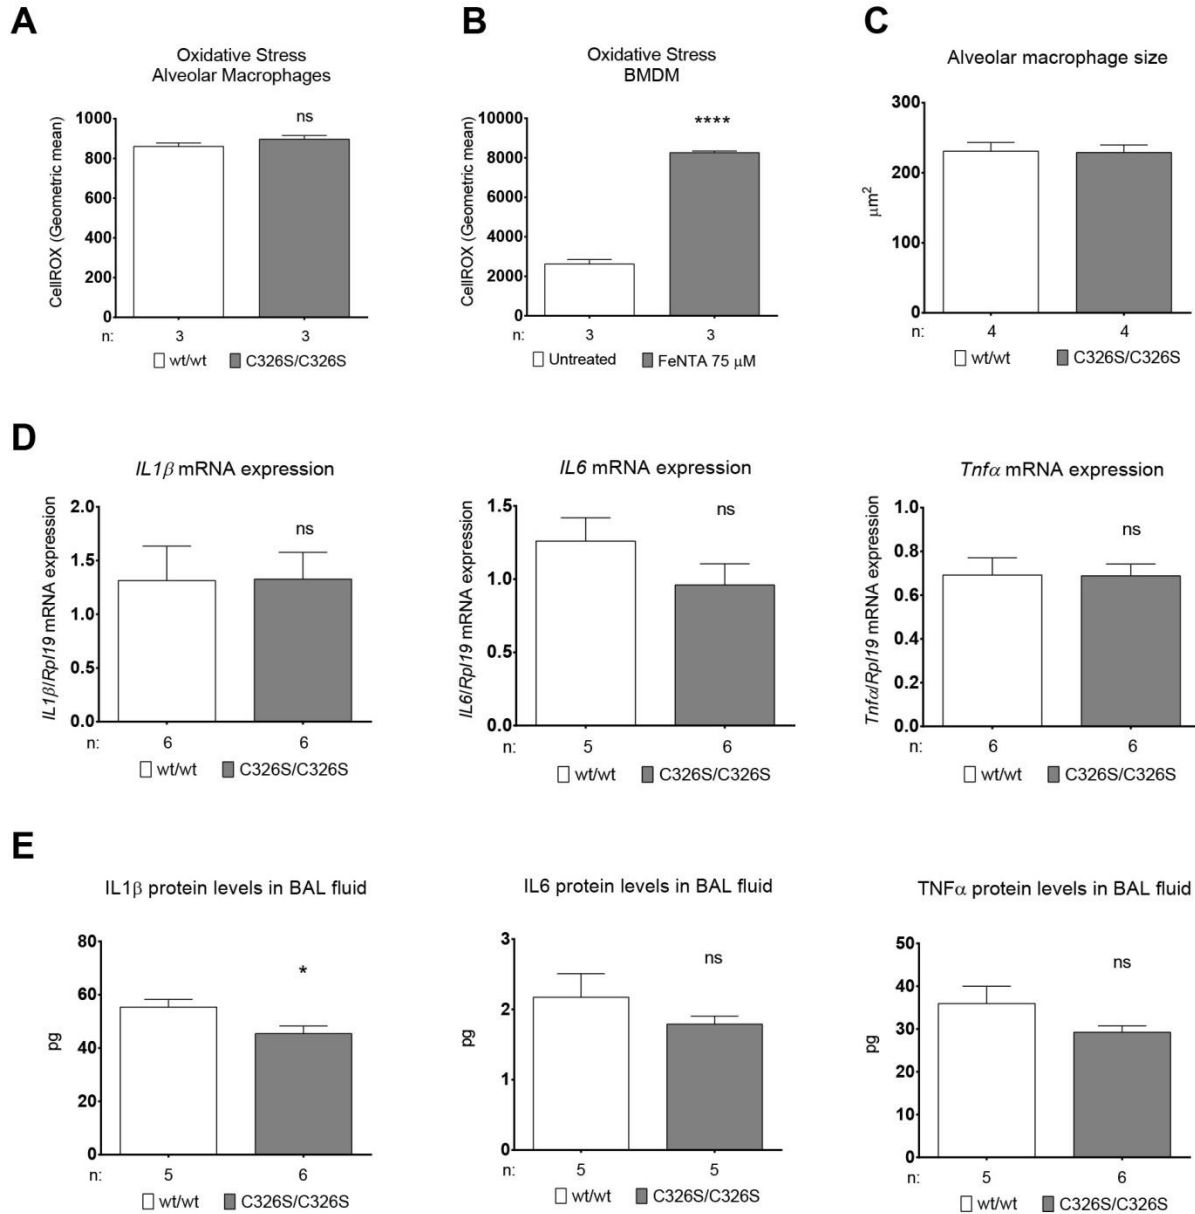 A
Oxidative Stress
Alveolar Macrophages
CellROX (Geometric mean)
1000
800
600
400
200
0
ns
n: 3 3
wt/wt C326S/C326S
B
Oxidative Stress
BMDM
CellROX (Geometric mean)
10000
8000
6000
4000
2000
0
****
n: 3 3
Untreated FeNTA 75 μM
C
Alveolar macrophage size
μm²
300
200
100
0
n: 4 4
wt/wt C326S/C326S
D
IL1β mRNA expression
IL1β/Rpl19 mRNA expression
2.0
1.5
1.0
0.5
0.0
ns
n: 6 6
wt/wt C326S/C326S
IL6 mRNA expression
IL6/Rpl19 mRNA expression
1.5
1.0
0.5
0.0
ns
n: 5 6
wt/wt C326S/C326S
Tnfα mRNA expression
Tnfα/Rpl19 mRNA expression
1.0
0.8
0.6
0.4
0.2
0.0
ns
n: 6 6
wt/wt C326S/C326S
E
IL1β protein levels in BAL fluid
pg
80
60
40
20
0
*
n: 5 6
wt/wt C326S/C326S
IL6 protein levels in BAL fluid
pg
3
2
1
0
ns
n: 5 5
wt/wt C326S/C326S
TNFα protein levels in BAL fluid
pg
50
40
30
20
10
0
ns
n: 5 6
wt/wt C326S/C326S